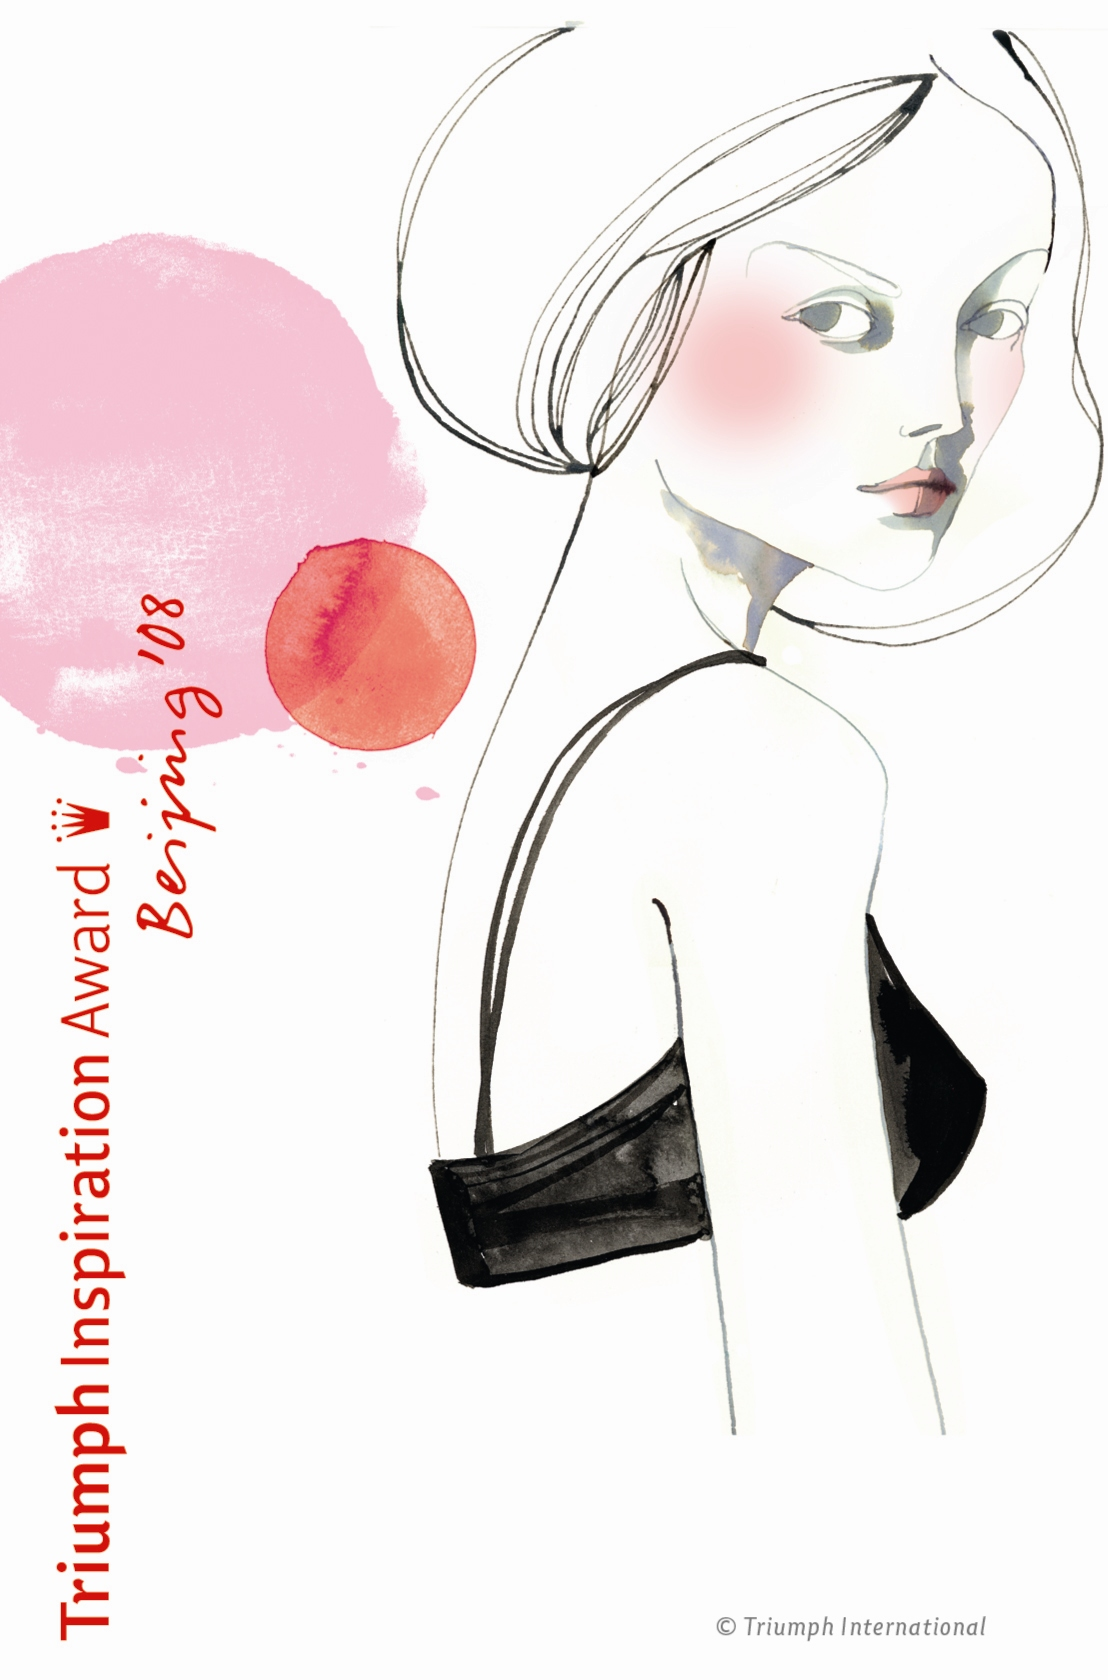 Triumph Inspiration Award
Beijing '08
© Triumph International